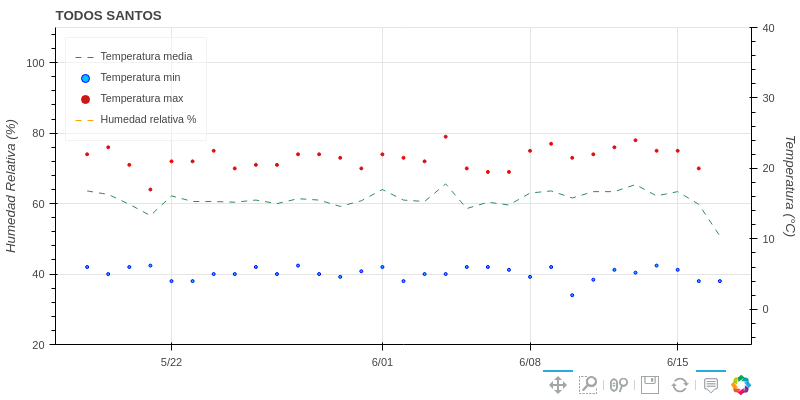 TODOS SANTOS
Temperatura media
Temperatura min
Temperatura max
Humedad relativa %
Humedad Relativa (%)
100
80
60
40
20
Temperatura (°C)
40
30
20
10
0
5/22
6/01
6/08
6/15